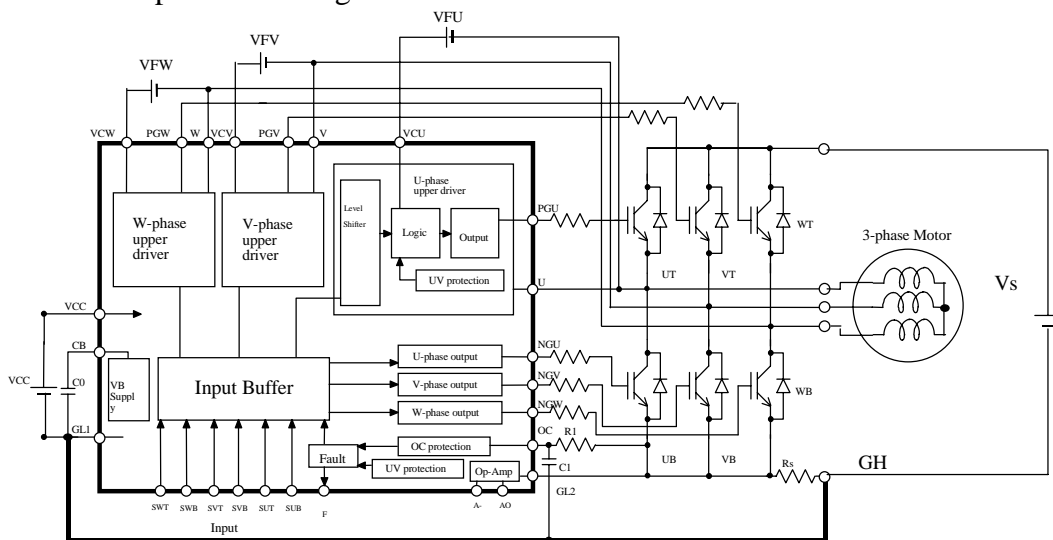 VFU
VFV
VFW
VCW
PGW
W
VCV
PGV
V
VCU
U-phase
upper driver
Level
Shifter
Logic
Output
UV protection
W-phase
upper
driver
V-phase
upper
driver
PGU
U
UT
VT
WT
3-phase Motor
Vs
VCC
CB
VCC
C0
VB
Suppl
y
GL1
Input Buffer
U-phase output
V-phase output
W-phase output
NGU
NGV
NGW
OC
R1
OC protection
Fault
UV protection
Op-Amp
C1
GL2
UB
VB
WB
Rs
GH
SWT
SWB
SVT
SVB
SUT
SUB
F
A-
AO
Input